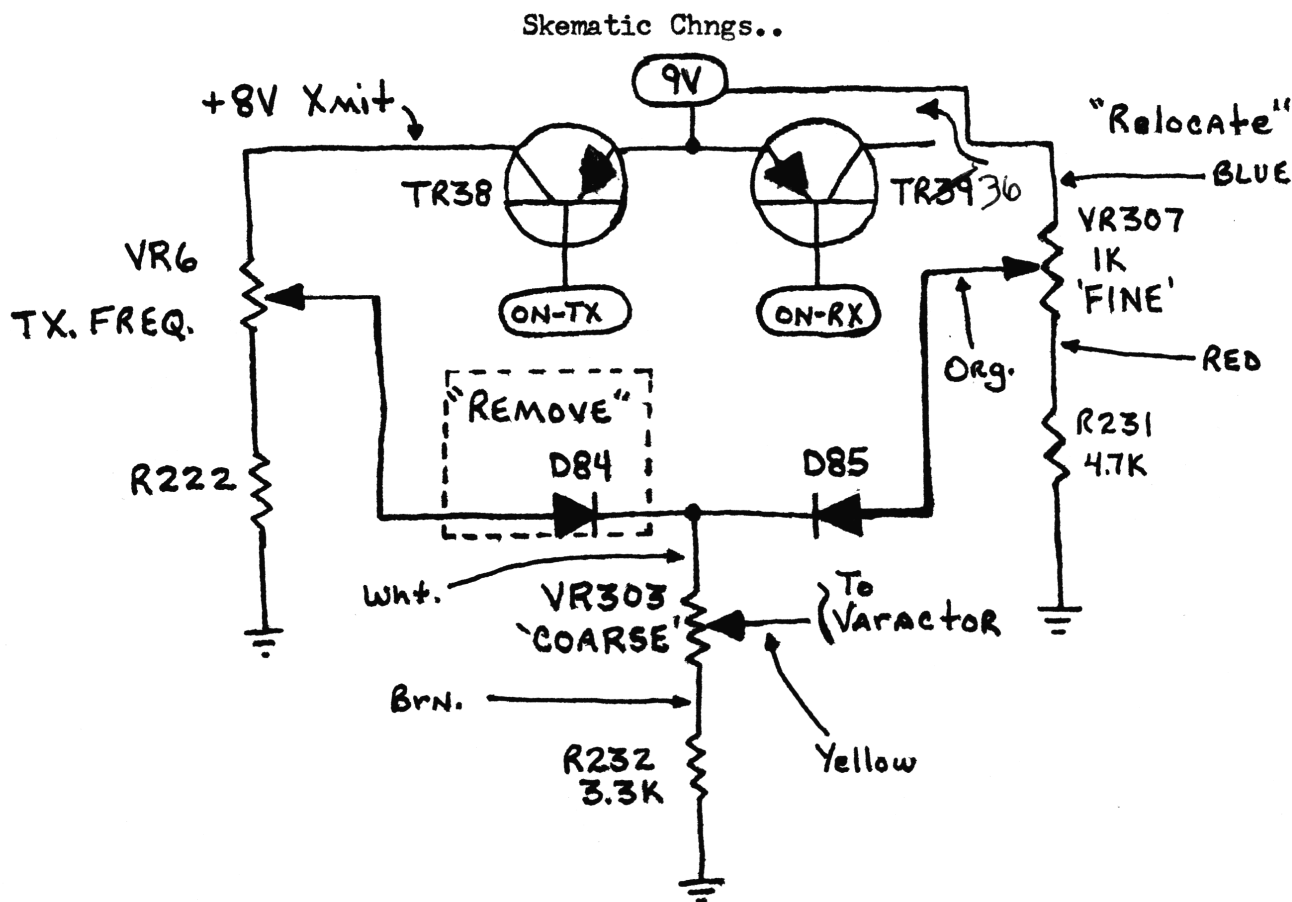 Skematic Chngs..
9V
+8V Xmit
"Relocate"
BLUE
TR38
TR39 36
VR6
TX. FREQ.
VR307
1K
'FINE'
ON-TX
ON-RX
Org.
RED
"REMOVE"
D84
D85
R222
R231
4.7K
Wht.
VR303
'COARSE'
To
Varactor
Brn.
Yellow
R232
3.3K